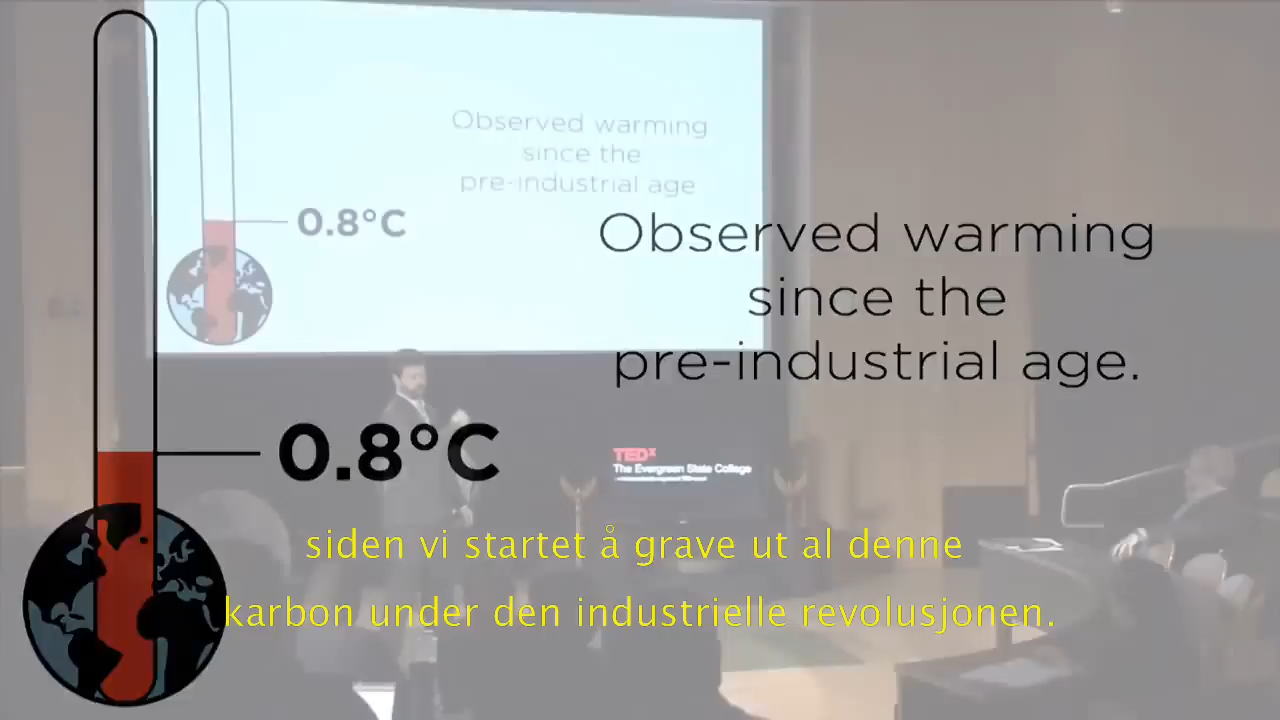 Observed warming
since the
pre-industrial age
0.8°C
Observed warming
since the
pre-industrial age.
0.8°C
TEDx
The Evergreen State College
siden vi startet å grave ut al denne
karbon under den industrielle revolusjonen.